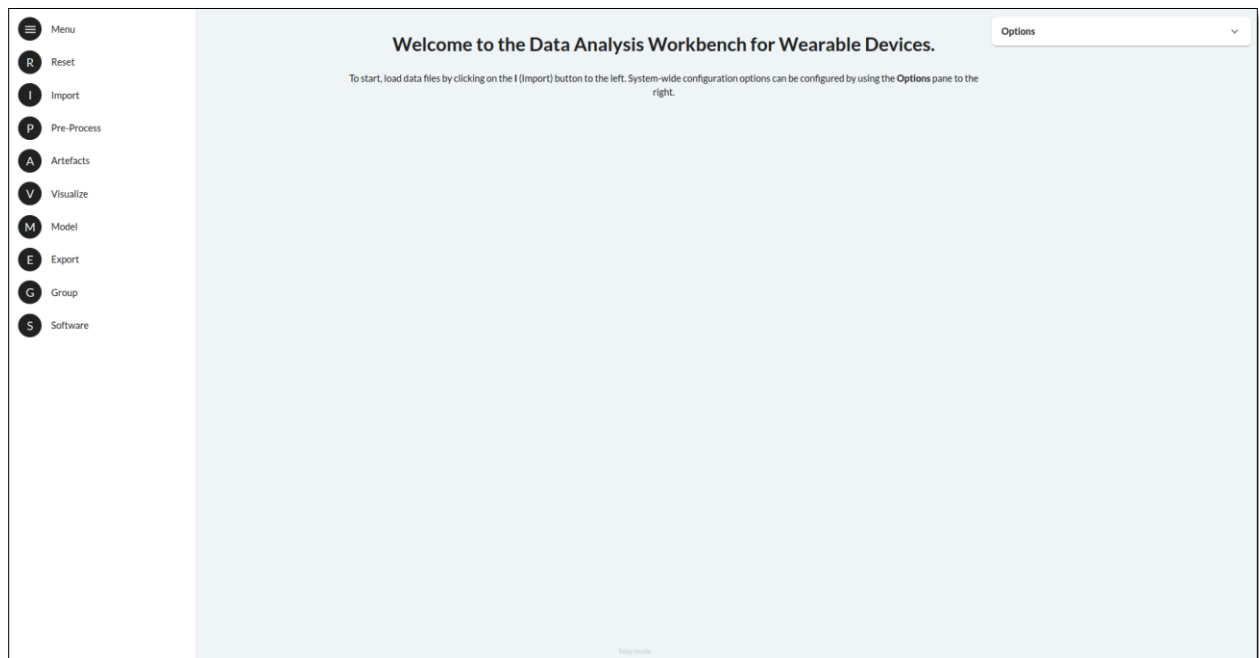 Menu
R Reset
I Import
P Pre-Process
A Artefacts
V Visualize
M Model
E Export
G Group
S Software
Welcome to the Data Analysis Workbench for Wearable Devices.
To start, load data files by clicking on the I (Import) button to the left. System-wide configuration options can be configured by using the Options pane to the
right.
Options